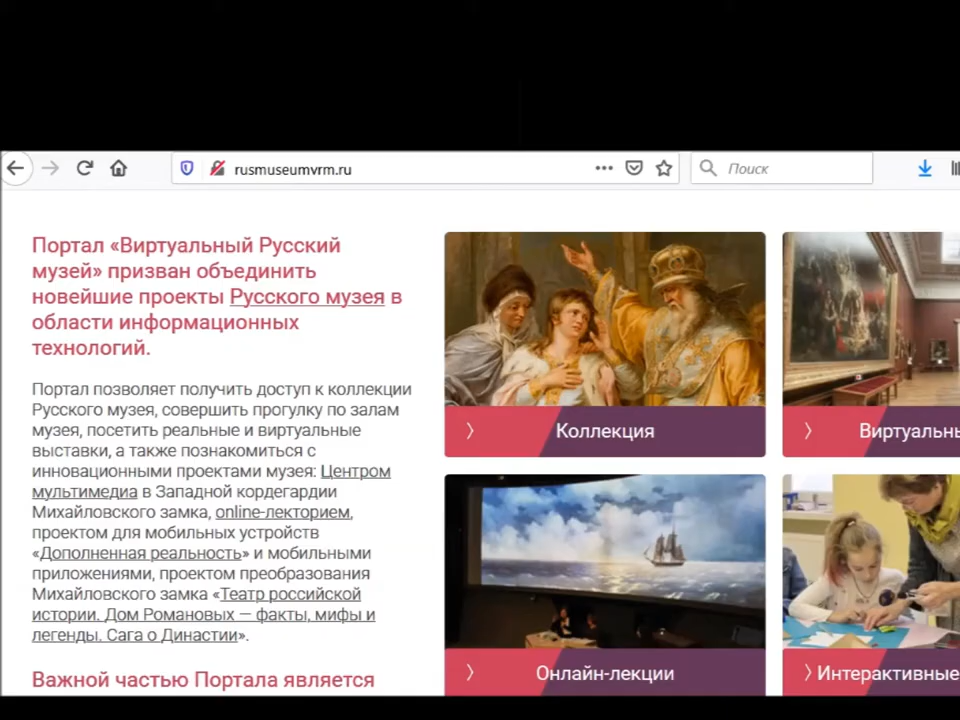 rusmuseumvrm.ru
Поиск
Портал «Виртуальный Русский
музей» призван объединить
новейшие проекты Русского музея в
области информационных
технологий.
Портал позволяет получить доступ к коллекции
Русского музея, совершить прогулку по залам
музея, посетить реальные и виртуальные
выставки, а также познакомиться с
инновационными проектами музея: Центром
мультимедиа в Западной кордегардии
Михайловского замка, online-лекторием,
проектом для мобильных устройств
«Дополненная реальность» и мобильными
приложениями, проектом преобразования
Михайловского замка «Театр российской
истории. Дом Романовых — факты, мифы и
легенды. Сага о Династии».
Важной частью Портала является
Коллекция
Виртуальн
Онлайн-лекции
Интерактивные